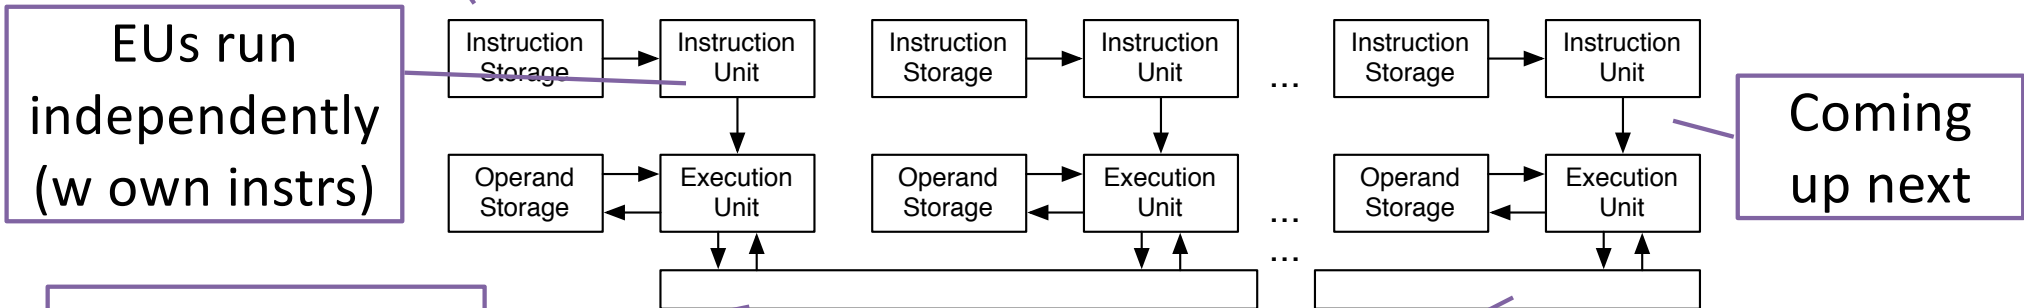 EUs run
independently
(w own instrs)
Instruction
Storage
Instruction
Unit
Instruction
Storage
Instruction
Unit
...
Instruction
Storage
Instruction
Unit
Coming
up next
Operand
Storage
Execution
Unit
Operand
Storage
Execution
Unit
...
Operand
Storage
Execution
Unit
...